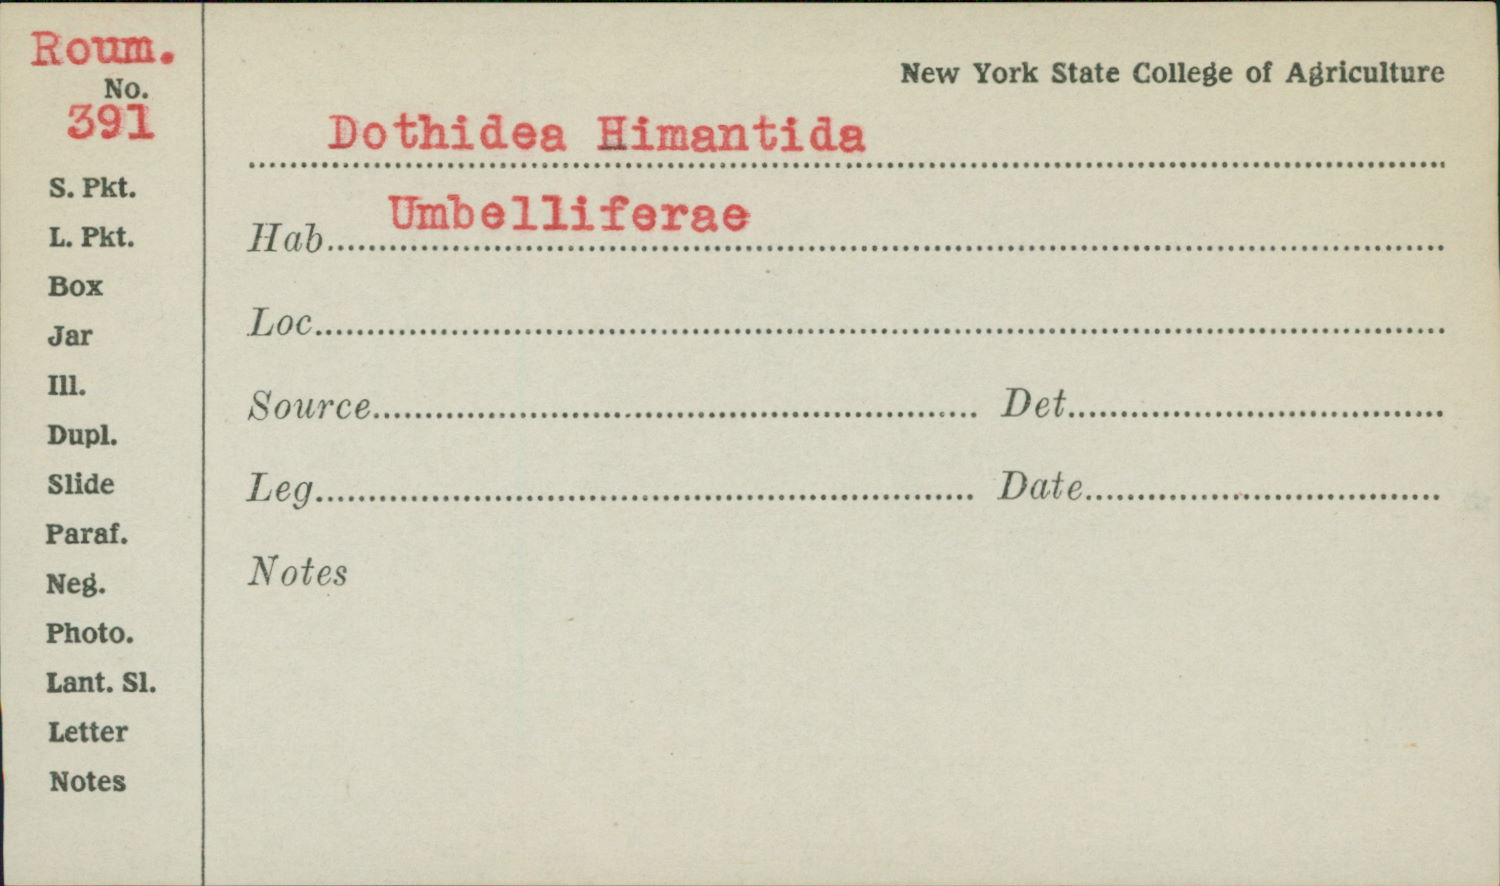 Roum.
No.
391
S. Pkt.
L. Pkt.
Box
Jar
Ill.
Dupl.
Slide
Paraf.
Neg.
Photo.
Lant. Sl.
Letter
Notes
New York State College of Agriculture
Dothidea Himantida
Umbelliferae
Hab
Loc
Source Det
Leg Date
Notes